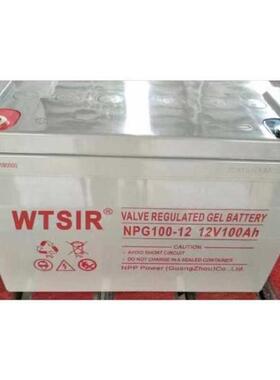 WTSIR®
VALVE REGULATED GEL BATTERY
NPG100-12 12V100Ah
CAUTION
AVOID SHORT CIRCUIT
DO NOT CHARGE IN A SEALED CONTAINER
NPP Power (GuangZhou)Co.,Ltd.